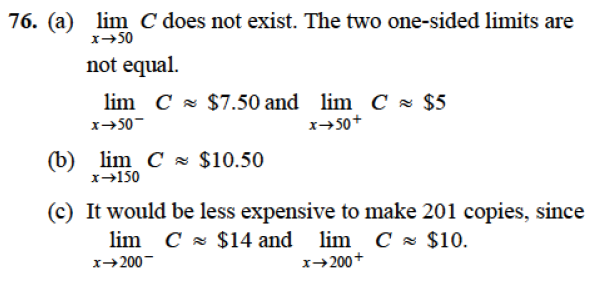 76. (a) lim C does not exist. The two one-sided limits are
x→50
not equal.
lim C ≈ $7.50 and lim C ≈ $5
x→50⁻ x→50⁺
(b) lim C ≈ $10.50
x→150
(c) It would be less expensive to make 201 copies, since
lim C ≈ $14 and lim C ≈ $10.
x→200⁻ x→200⁺